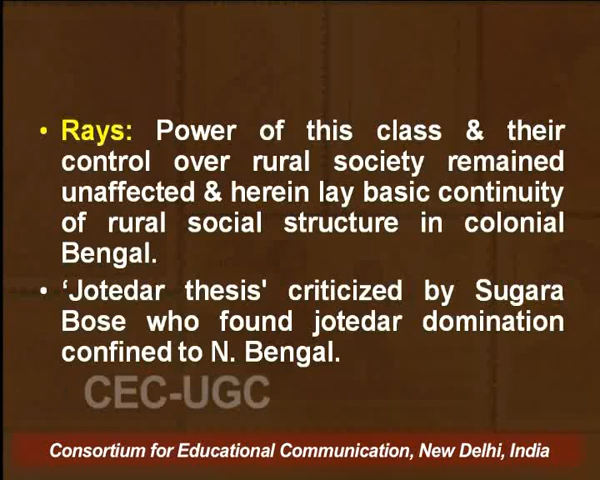 • Rays: Power of this class & their
control over rural society remained
unaffected & herein lay basic continuity
of rural social structure in colonial
Bengal.
• ‘Jotedar thesis' criticized by Sugara
Bose who found jotedar domination
confined to N. Bengal.
CEC-UGC
Consortium for Educational Communication, New Delhi, India